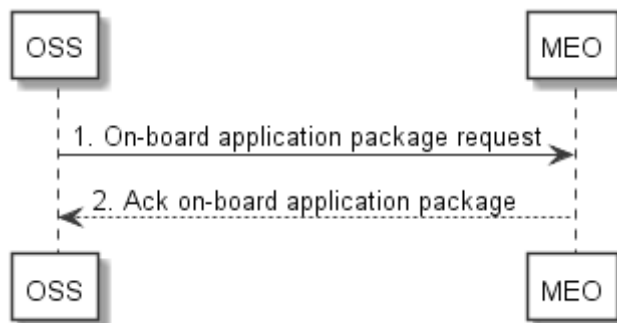 OSS
MEO
1. On-board application package request
2. Ack on-board application package
OSS
MEO